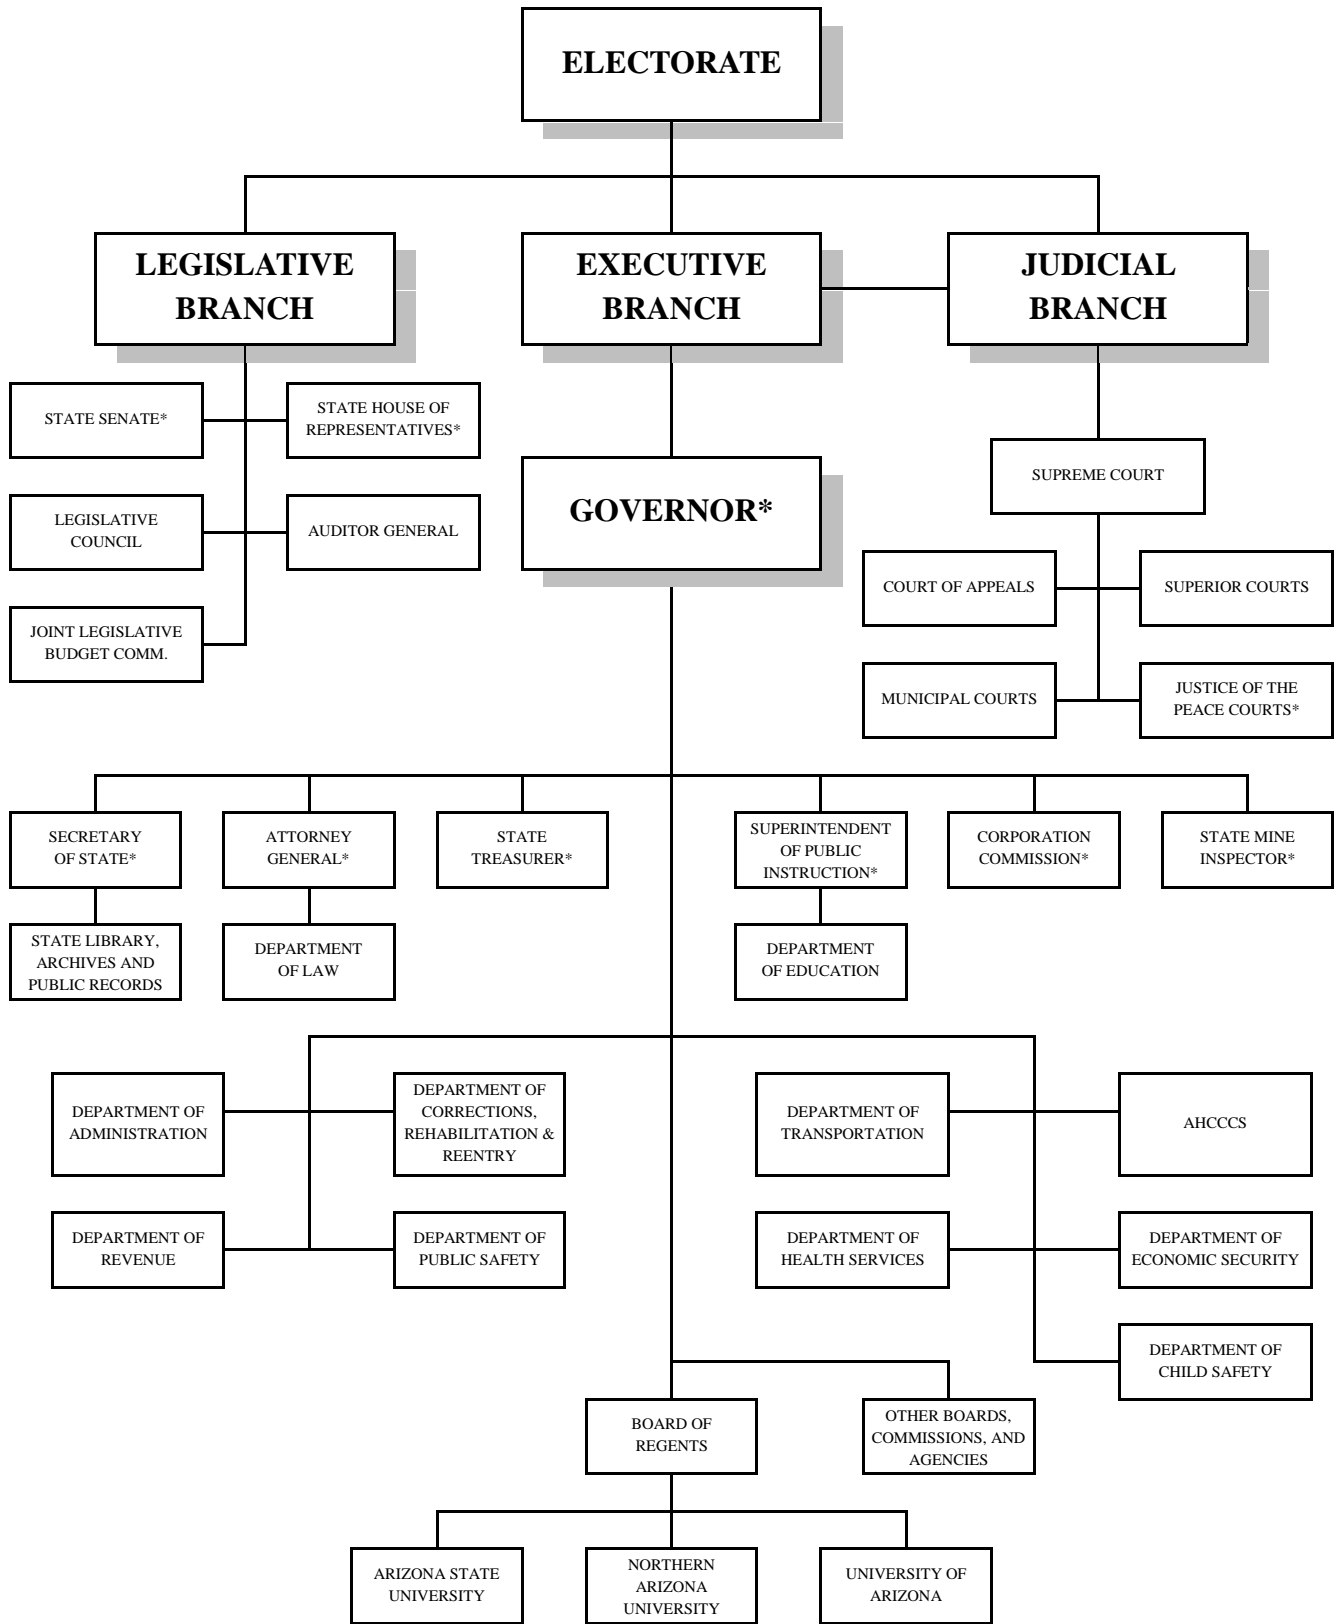 ELECTORATE
LEGISLATIVE
BRANCH
EXECUTIVE
BRANCH
JUDICIAL
BRANCH
STATE SENATE*
STATE HOUSE OF
REPRESENTATIVES*
LEGISLATIVE
COUNCIL
AUDITOR GENERAL
JOINT LEGISLATIVE
BUDGET COMM.
GOVERNOR*
SUPREME COURT
COURT OF APPEALS
SUPERIOR COURTS
MUNICIPAL COURTS
JUSTICE OF THE
PEACE COURTS*
SECRETARY
OF STATE*
ATTORNEY
GENERAL*
STATE
TREASURER*
SUPERINTENDENT
OF PUBLIC
INSTRUCTION*
CORPORATION
COMMISSION*
STATE MINE
INSPECTOR*
STATE LIBRARY,
ARCHIVES AND
PUBLIC RECORDS
DEPARTMENT
OF LAW
DEPARTMENT
OF EDUCATION
DEPARTMENT OF
ADMINISTRATION
DEPARTMENT OF
CORRECTIONS,
REHABILITATION &
REENTRY
DEPARTMENT OF
TRANSPORTATION
AHCCCS
DEPARTMENT OF
REVENUE
DEPARTMENT OF
PUBLIC SAFETY
DEPARTMENT OF
HEALTH SERVICES
DEPARTMENT OF
ECONOMIC SECURITY
DEPARTMENT OF
CHILD SAFETY
BOARD OF
REGENTS
OTHER BOARDS,
COMMISSIONS, AND
AGENCIES
ARIZONA STATE
UNIVERSITY
NORTHERN
ARIZONA
UNIVERSITY
UNIVERSITY OF
ARIZONA